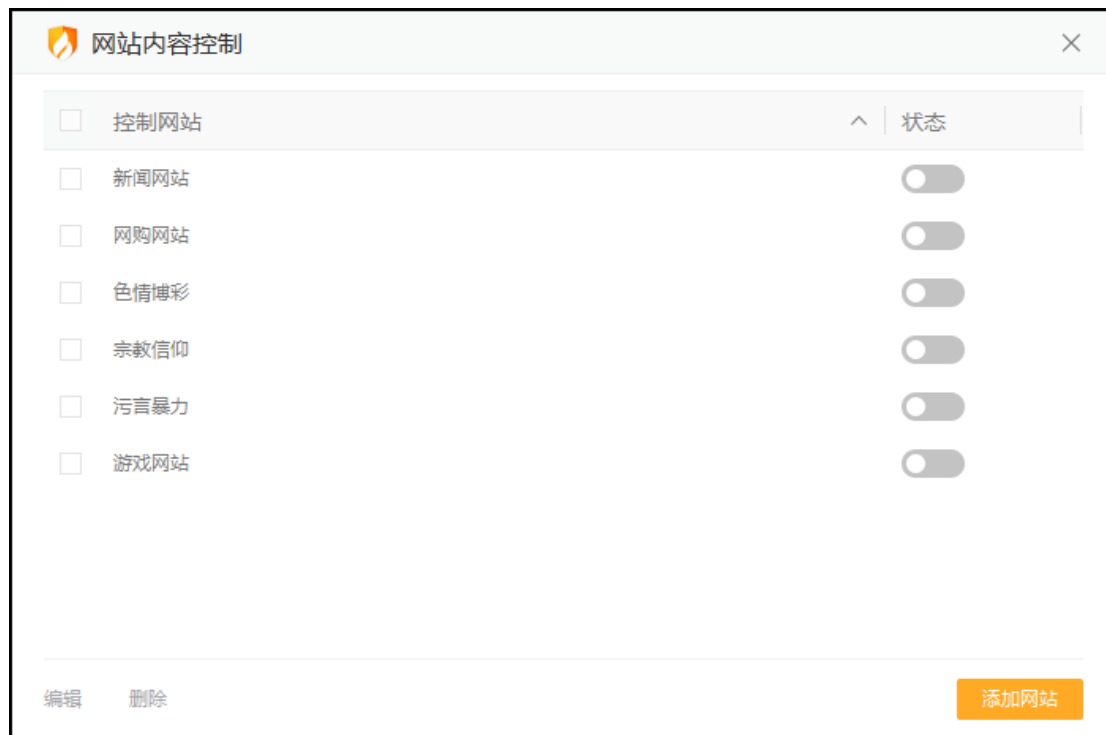 网站内容控制
控制网站 状态
新闻网站
网购网站
色情博彩
宗教信仰
污言暴力
游戏网站
编辑 删除 添加网站